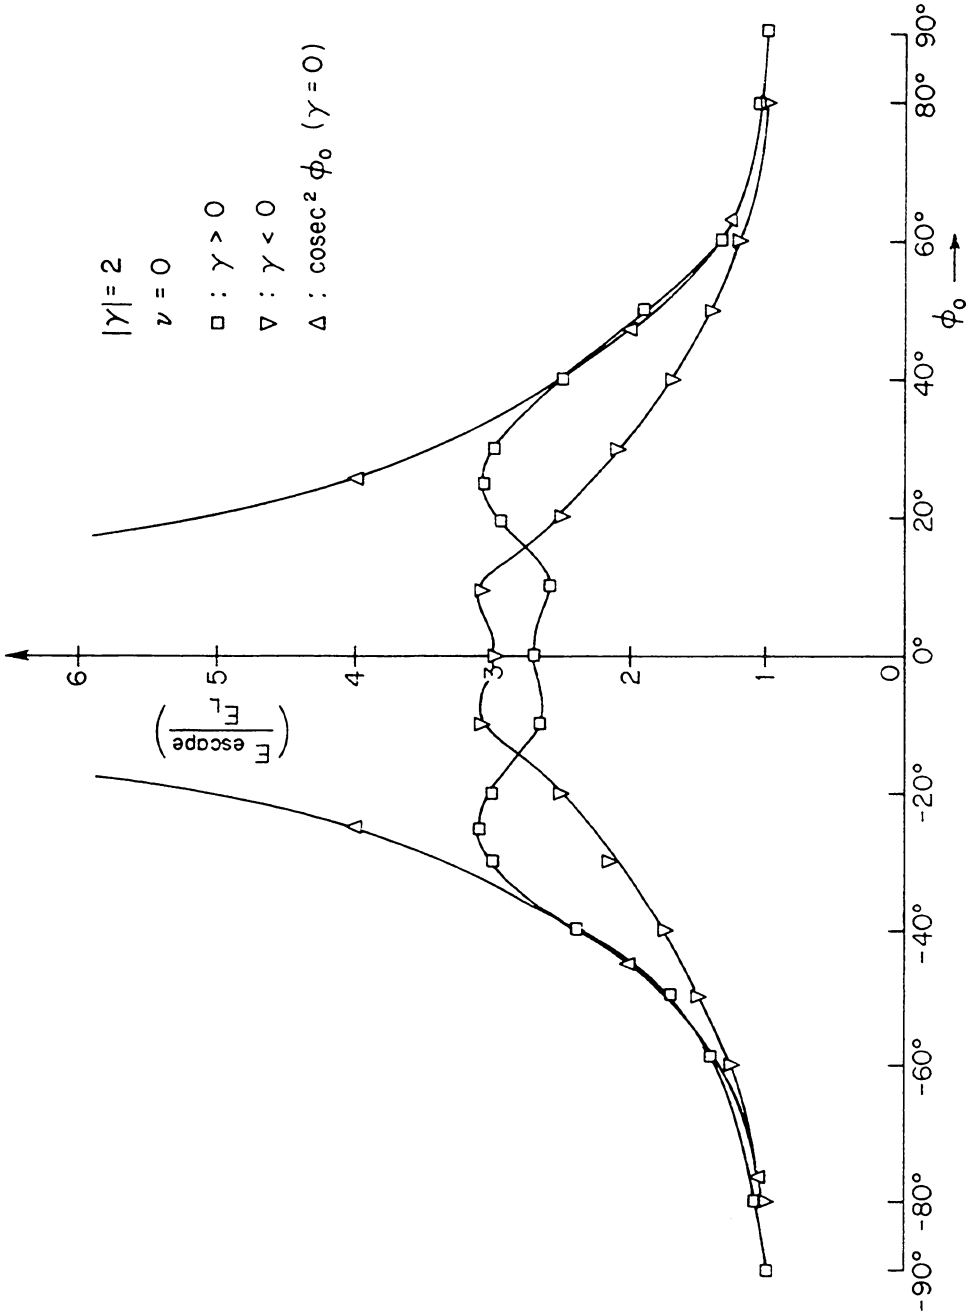 |γ| = 2
ν = 0
□ : γ > 0
▽ : γ < 0
△ : cosec² ϕ₀ (γ = 0)
(E escape / E_L)
6
5
4
3
2
1
0
-90° -80° -60° -40° -20° 0° 20° 40° 60° 80° 90°
ϕ₀ →